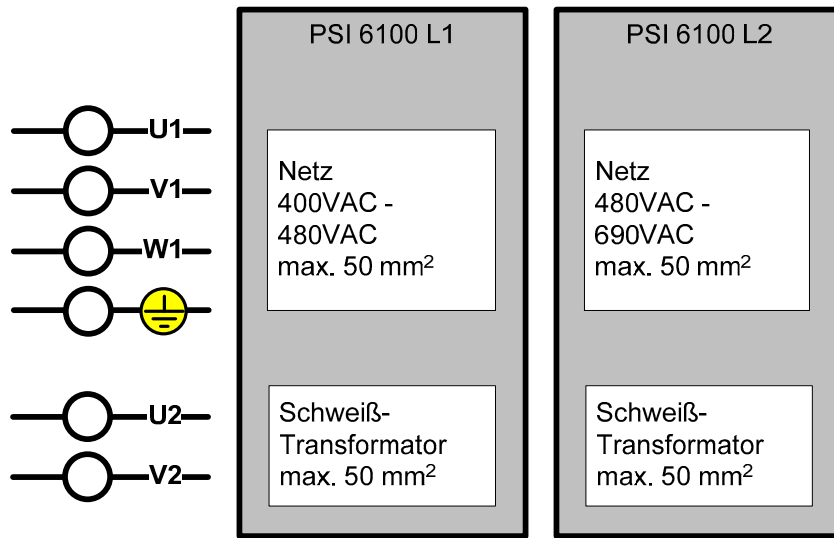 PSI 6100 L1
PSI 6100 L2
U1
V1
W1
Netz
400VAC -
480VAC
max. 50 mm²
Netz
480VAC -
690VAC
max. 50 mm²
U2
V2
Schweiß-
Transformator
max. 50 mm²
Schweiß-
Transformator
max. 50 mm²